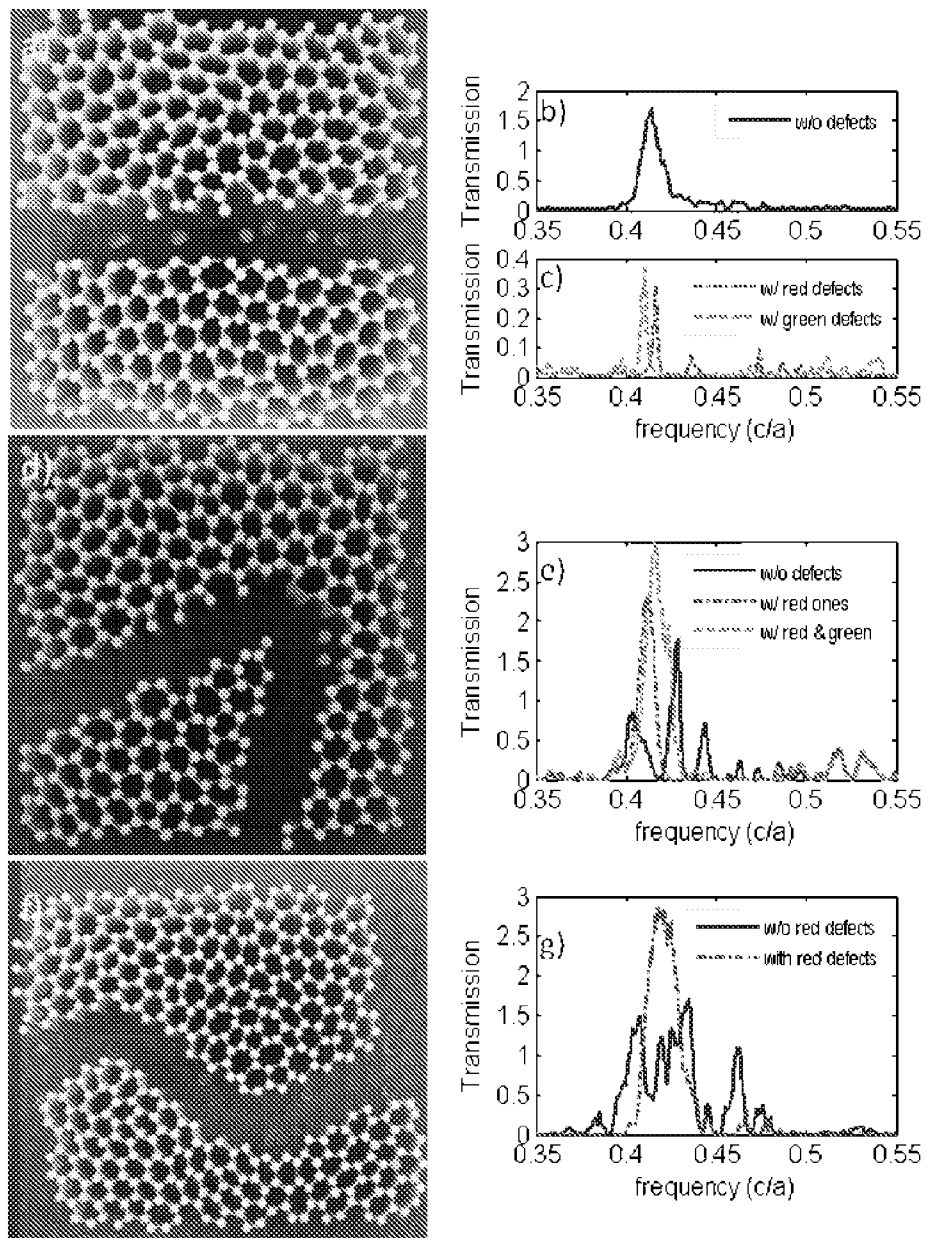 b)
Transmission
2
1.5
1
0.5
0
w/o defects
0.35 0.4 0.45 0.5 0.55
c)
Transmission
0.4
0.3
0.2
0.1
0
w/ red defects
w/ green defects
0.35 0.4 0.45 0.5 0.55
frequency (c/a)
d)
e)
Transmission
3
2.5
2
1.5
1
0.5
0
w/o defects
w/ red ones
w/ red & green
0.35 0.4 0.45 0.5 0.55
frequency (c/a)
g)
Transmission
3
2.5
2
1.5
1
0.5
0
w/o red defects
with red defects
0.35 0.4 0.45 0.5 0.55
frequency (c/a)